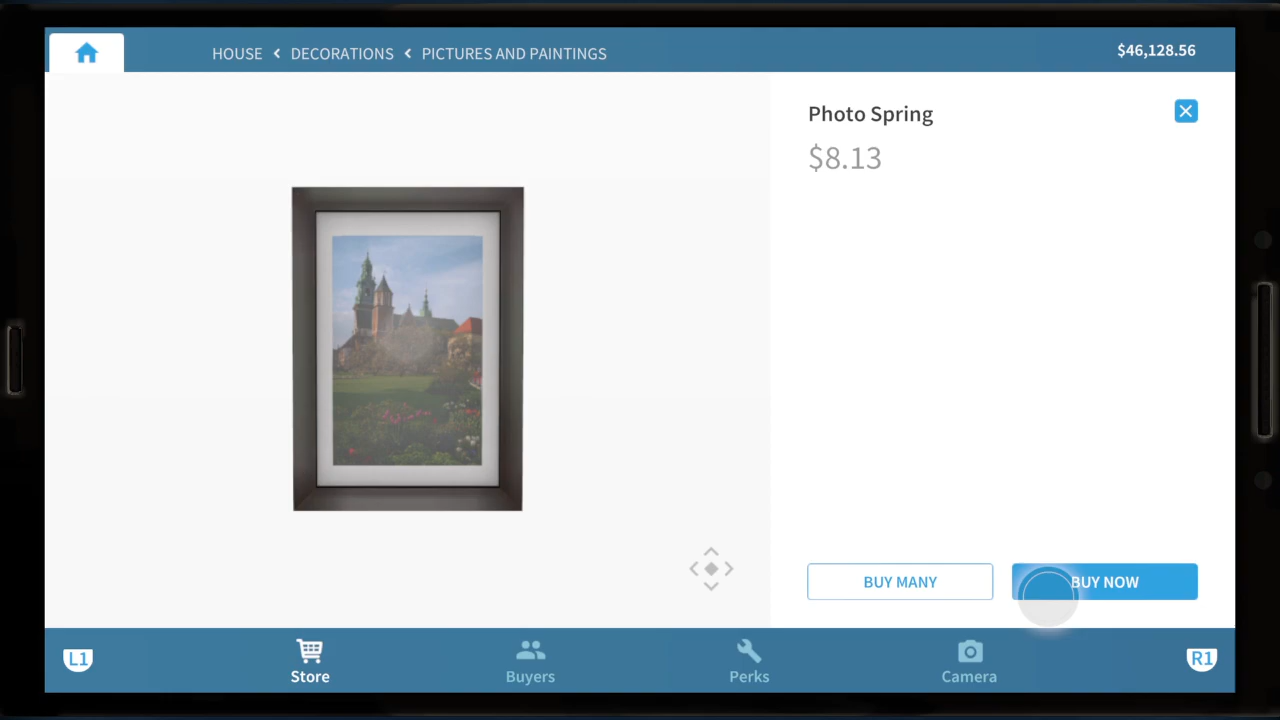 HOUSE < DECORATIONS < PICTURES AND PAINTINGS
$46,128.56
Photo Spring
$8.13
BUY MANY
BUY NOW
L1
Store
Buyers
Perks
Camera
R1